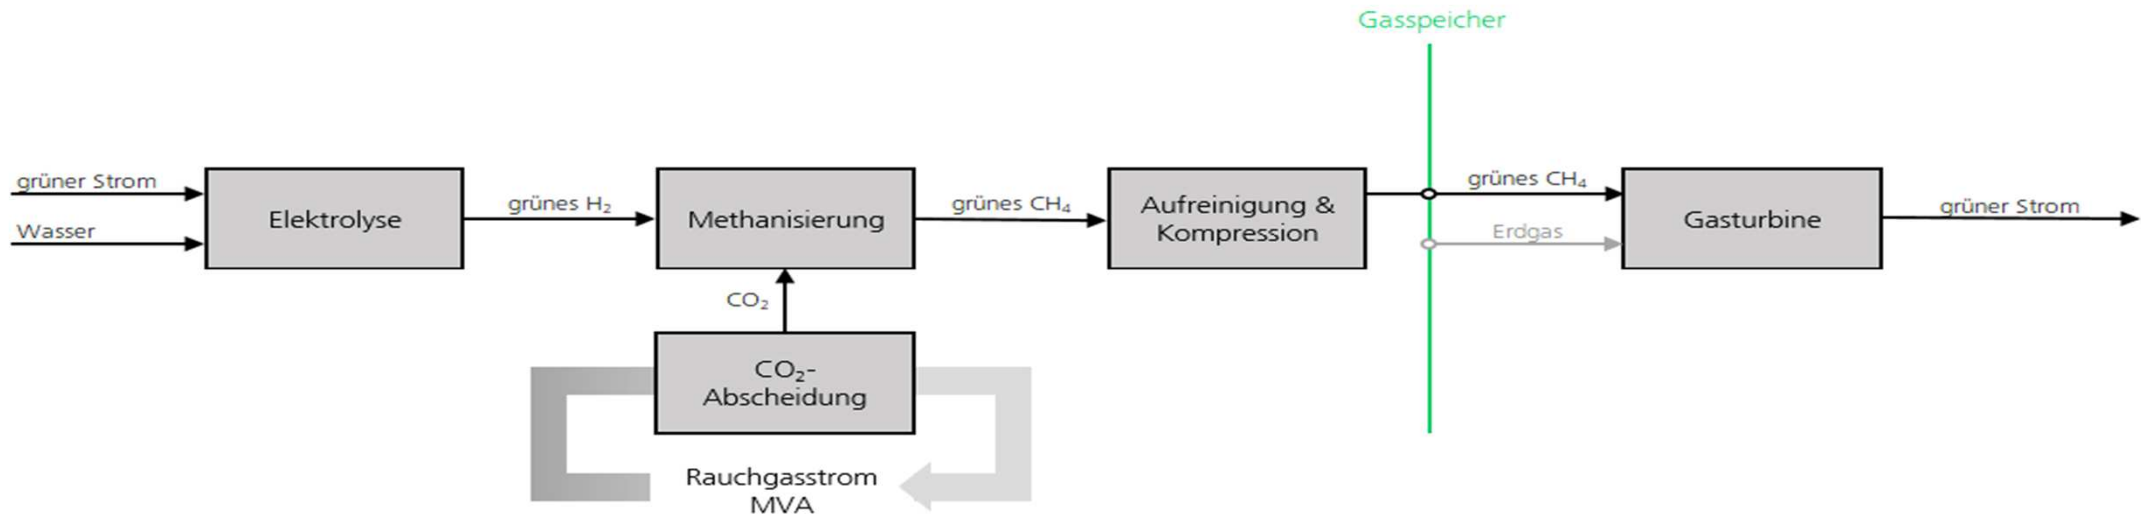 Gasspeicher
grüner Strom
Wasser
Elektrolyse
grünes H₂
Methanisierung
grünes CH₄
Aufreinigung &
Kompression
grünes CH₄
Erdgas
Gasturbine
grüner Strom
CO₂
CO₂-
Abscheidung
Rauchgasstrom
MVA